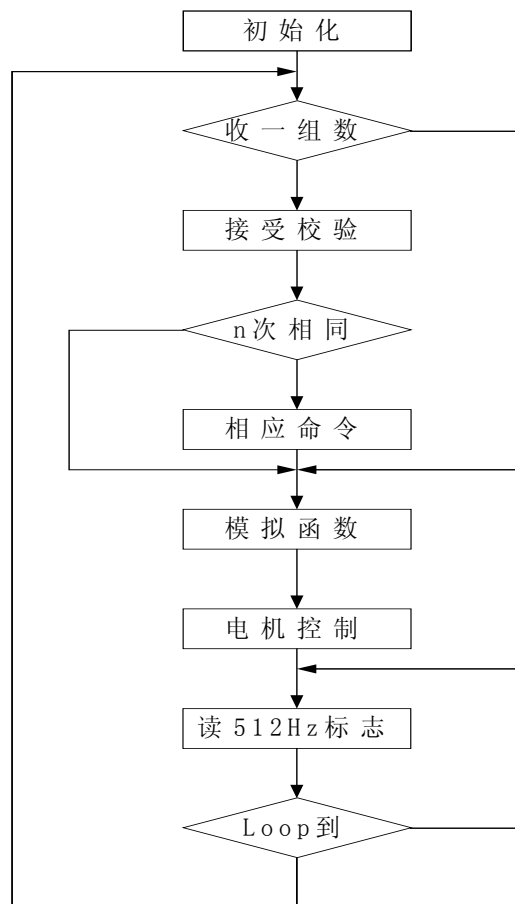 初始化
收一组数
接受校验
n次相同
相应命令
模拟函数
电机控制
读512Hz标志
Loop到